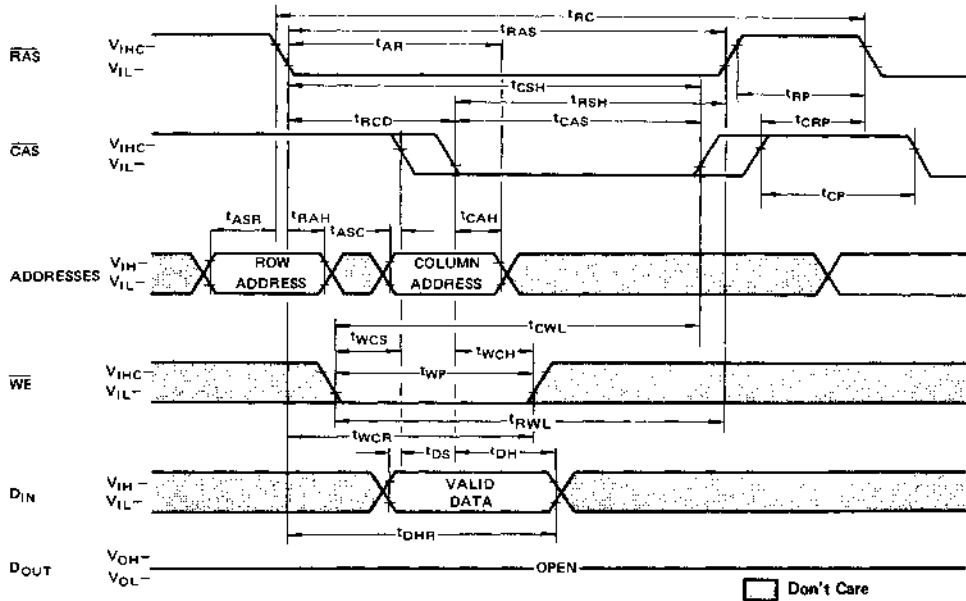 tRC
tRAS
tAR
RAS
VIHC
VIL
tCSH
tRSH
tRP
tRCD
tCAS
tCRP
CAS
VIHC
VIL
tCP
tASR
tRAH
tASC
tCAH
ADDRESSES
VIH
VIL
ROW
ADDRESS
COLUMN
ADDRESS
tCWL
tWCS
tWCH
WE
VIHC
VIL
tWP
tRWL
tWCR
tDS
tDH
DIN
VIH
VIL
VALID
DATA
tDHR
DOUT
VOH
VOL
OPEN
Don't Care